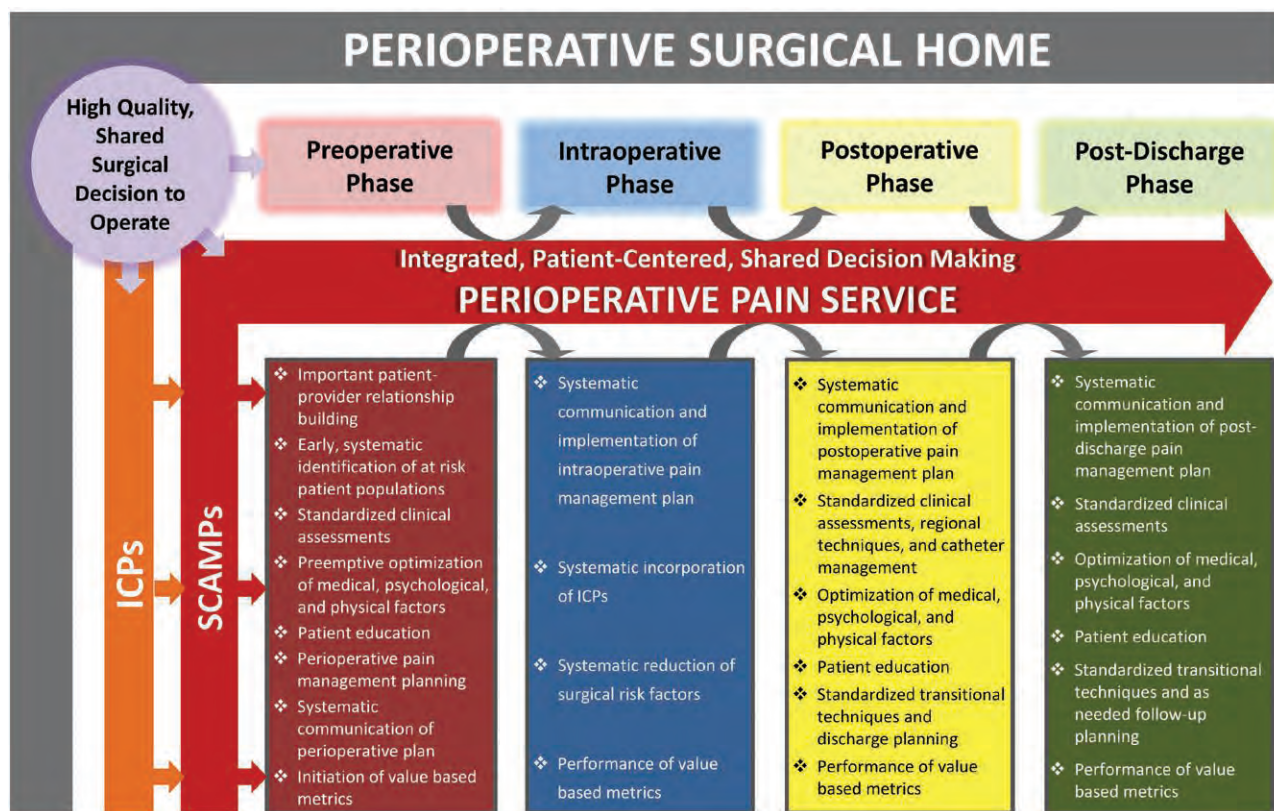 PERIOPERATIVE SURGICAL HOME
High Quality,
Shared
Surgical
Decision to
Operate
Preoperative
Phase
Intraoperative
Phase
Postoperative
Phase
Post-Discharge
Phase
Integrated, Patient-Centered, Shared Decision Making
PERIOPERATIVE PAIN SERVICE
ICPs
SCAMPs
❖ Important patient-
provider relationship
building
❖ Early, systematic
identification of at risk
patient populations
❖ Standardized clinical
assessments
❖ Preemptive optimization
of medical, psychological,
and physical factors
❖ Patient education
❖ Perioperative pain
management planning
❖ Systematic
communication of
perioperative plan
❖ Initiation of value based
metrics
❖ Systematic
communication and
implementation of
intraoperative pain
management plan
❖ Systematic incorporation
of ICPs
❖ Systematic reduction of
surgical risk factors
❖ Performance of value
based metrics
❖ Systematic
communication and
implementation of
postoperative pain
management plan
❖ Standardized clinical
assessments, regional
techniques, and catheter
management
❖ Optimization of medical,
psychological, and
physical factors
❖ Patient education
❖ Standardized transitional
techniques and
discharge planning
❖ Performance of value
based metrics
❖ Systematic
communication and
implementation of post-
discharge pain
management plan
❖ Standardized clinical
assessments
❖ Optimization of medical,
psychological, and
physical factors
❖ Patient education
❖ Standardized transitional
techniques and as
needed follow-up
planning
❖ Performance of value
based metrics